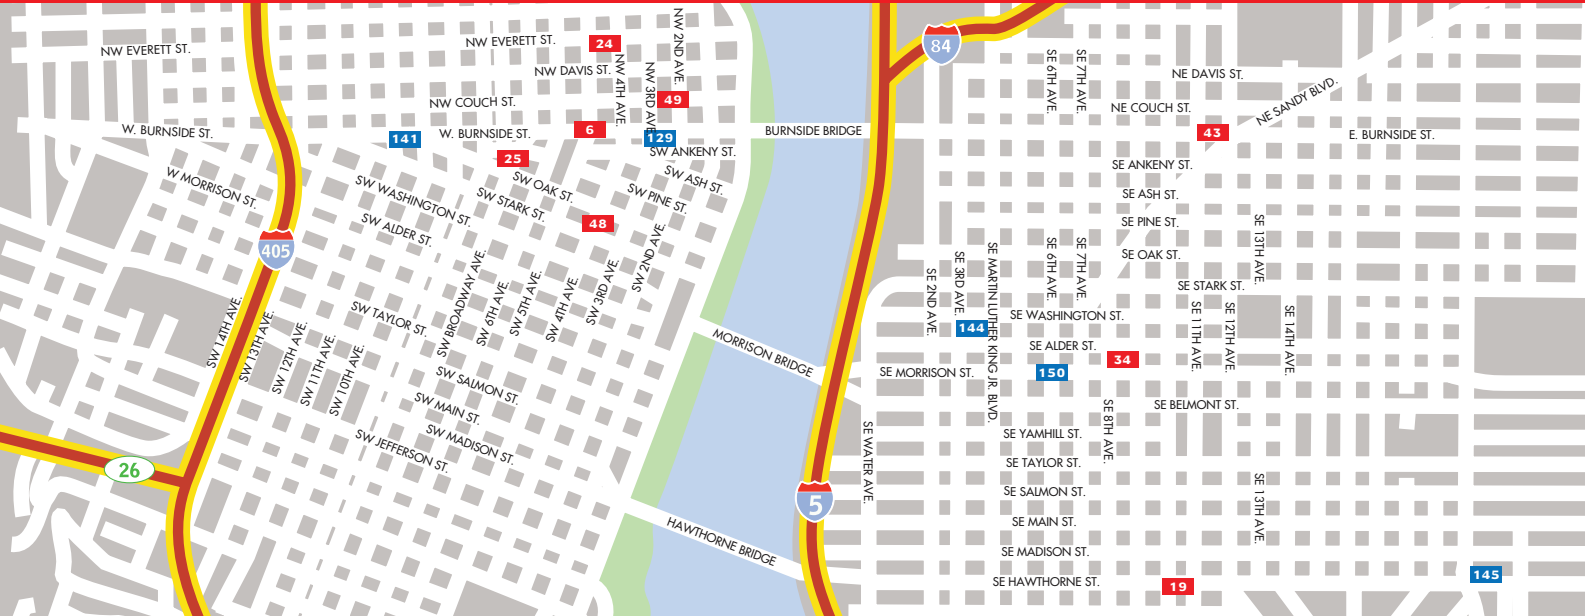 NW EVERETT ST.
NW EVERETT ST.
24
NW 2ND AVE.
84
NW DAVIS ST.
NW 4TH AVE.
NW 3RD AVE.
SE 6TH AVE.
SE 7TH AVE.
NE DAVIS ST.
NE SANDY BLVD.
NW COUCH ST.
49
NE COUCH ST.
W. BURNSIDE ST.
141
W. BURNSIDE ST.
6
129
BURNSIDE BRIDGE
43
E. BURNSIDE ST.
25
SW ANKENY ST.
SE ANKENY ST.
W MORRISON ST.
SW WASHINGTON ST.
SW OAK ST.
SW ASH ST.
SE ASH ST.
SW STARK ST.
SW PINE ST.
SW ALDER ST.
48
SE PINE ST.
405
SW 2ND AVE.
SE 13TH AVE.
SE OAK ST.
SW BROADWAY AVE.
SW 6TH AVE.
SW 5TH AVE.
SW 4TH AVE.
SW 3RD AVE.
SE 2ND AVE.
SE 3RD AVE.
SE MARTIN LUTHER KING JR. BLVD.
SE 6TH AVE.
SE 7TH AVE.
SE STARK ST.
SW 14TH AVE.
SW 13TH AVE.
SW 12TH AVE.
SW 11TH AVE.
SW 10TH AVE.
SW TAYLOR ST.
SE WASHINGTON ST.
144
SE 11TH AVE.
SE 12TH AVE.
SE 14TH AVE.
MORRISON BRIDGE
SE ALDER ST.
34
SE MORRISON ST.
150
SW SALMON ST.
SW MAIN ST.
SE BELMONT ST.
SE 8TH AVE.
SW MADISON ST.
SW JEFFERSON ST.
SE WATER AVE.
SE YAMHILL ST.
26
SE TAYLOR ST.
5
SE SALMON ST.
SE 13TH AVE.
SE MAIN ST.
HAWTHORNE BRIDGE
SE MADISON ST.
SE HAWTHORNE ST.
19
145